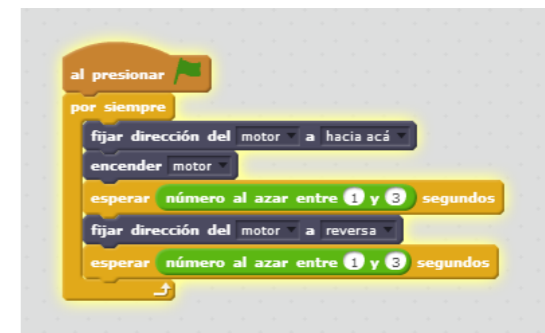 al presionar
por siempre
fijar dirección del motor a hacia acá
encender motor
esperar número al azar entre 1 y 3 segundos
fijar dirección del motor a reversa
esperar número al azar entre 1 y 3 segundos